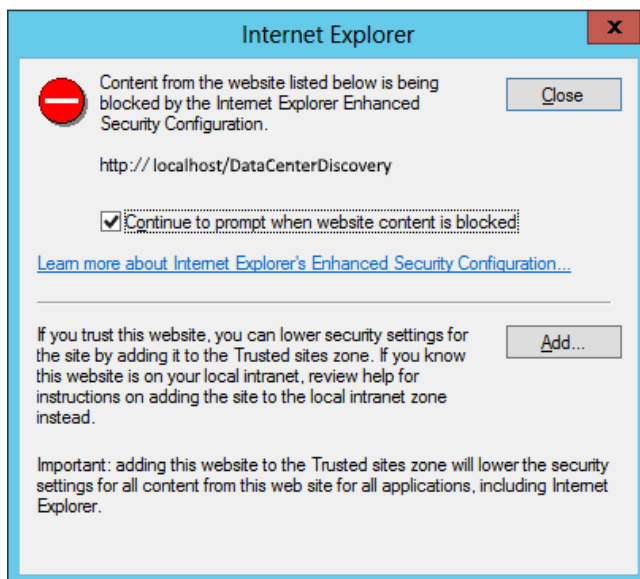 Internet Explorer
x
Content from the website listed below is being
blocked by the Internet Explorer Enhanced
Security Configuration.
Close
http:// localhost/DataCenterDiscovery
Continue to prompt when website content is blocked
Learn more about Internet Explorer's Enhanced Security Configuration...
If you trust this website, you can lower security settings for
the site by adding it to the Trusted sites zone. If you know
this website is on your local intranet, review help for
instructions on adding the site to the local intranet zone
instead.
Add...
Important: adding this website to the Trusted sites zone will lower the security
settings for all content from this web site for all applications, including Internet
Explorer.